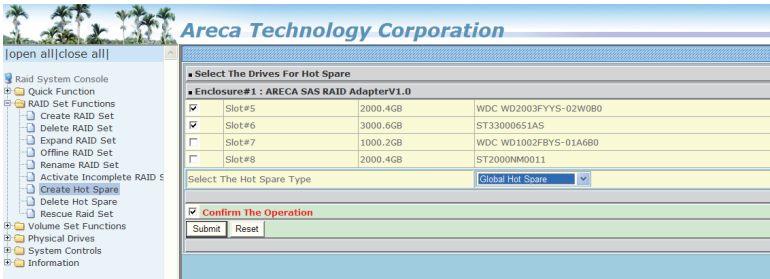 Areca Technology Corporation
|open all|close all|
Raid System Console
Quick Function
RAID Set Functions
Create RAID Set
Delete RAID Set
Expand RAID Set
Offline RAID Set
Rename RAID Set
Activate Incomplete RAID S
Create Hot Spare
Delete Hot Spare
Rescue Raid Set
Volume Set Functions
Physical Drives
System Controls
Information
Select The Drives For Hot Spare
Enclosure#1 : ARECA SAS RAID AdapterV1.0
Slot#5 2000.4GB WDC WD2003FYYS-02W0B0
Slot#6 3000.6GB ST33000651AS
Slot#7 1000.2GB WDC WD1002FBYS-01A6B0
Slot#8 2000.4GB ST2000NM0011
Select The Hot Spare Type Global Hot Spare
Confirm The Operation
Submit Reset